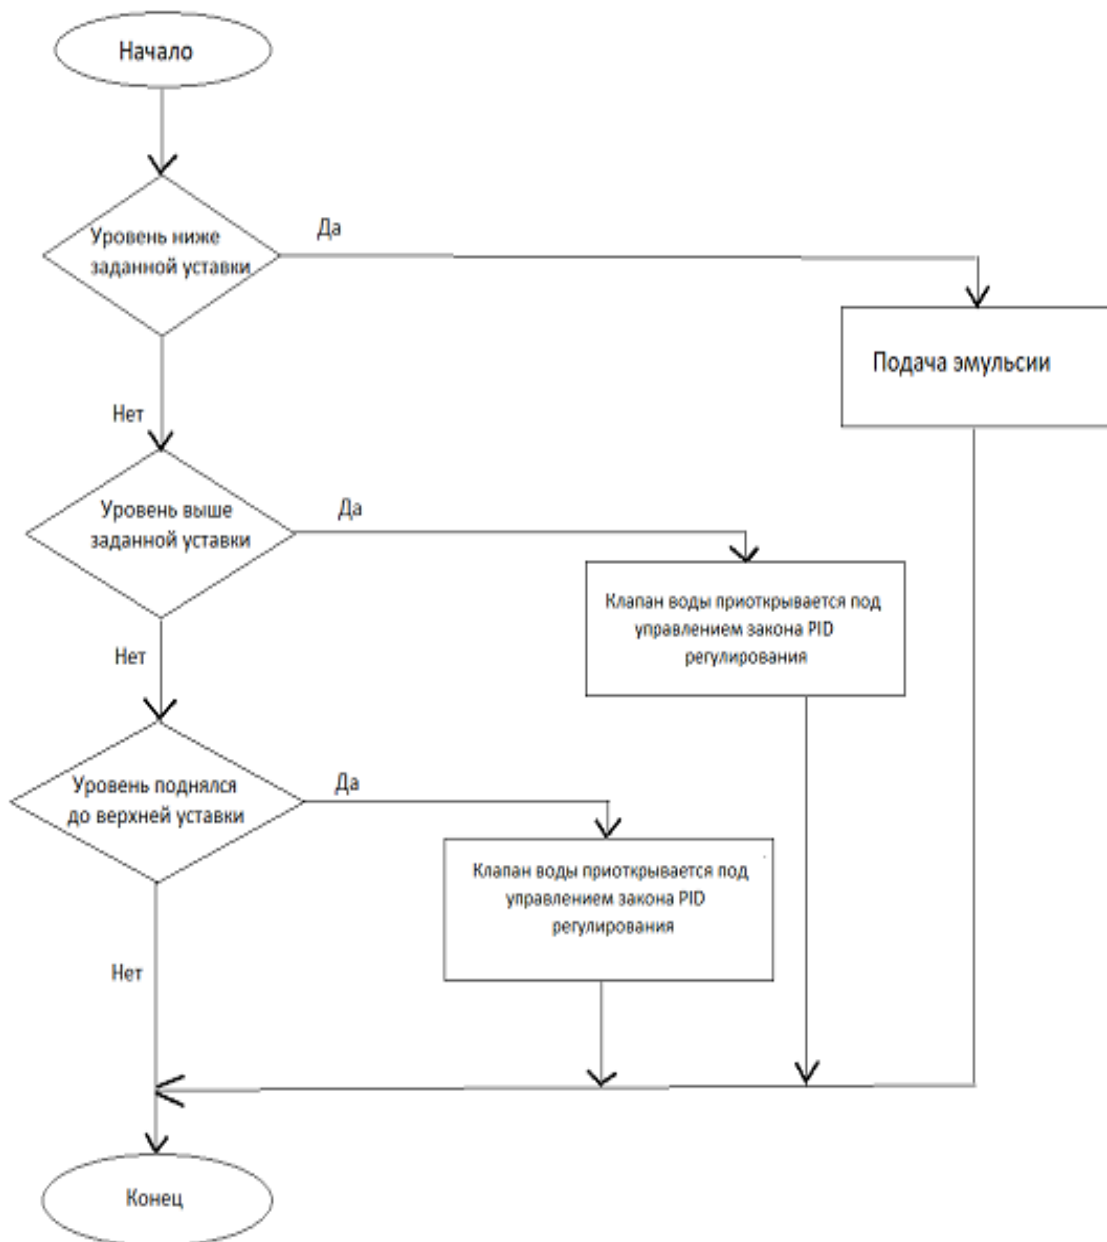 Начало
Уровень ниже
заданной уставки
Да
Подача эмульсии
Нет
Уровень выше
заданной уставки
Да
Клапан воды приоткрывается под
управлением закона PID
регулирования
Нет
Уровень поднялся
до верхней уставки
Да
Клапан воды приоткрывается под
управлением закона PID
регулирования
Нет
Конец